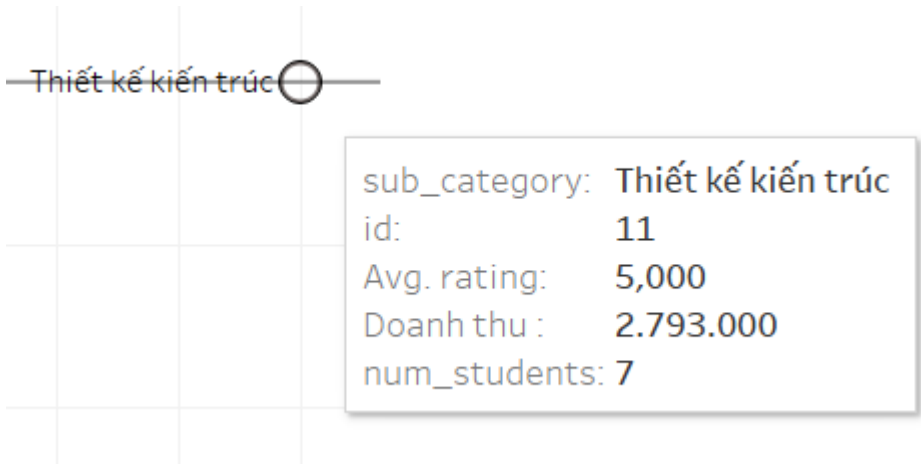 Thiết kế kiến trúc
sub_category: Thiết kế kiến trúc
id: 11
Avg. rating: 5,000
Doanh thu : 2.793.000
num_students: 7